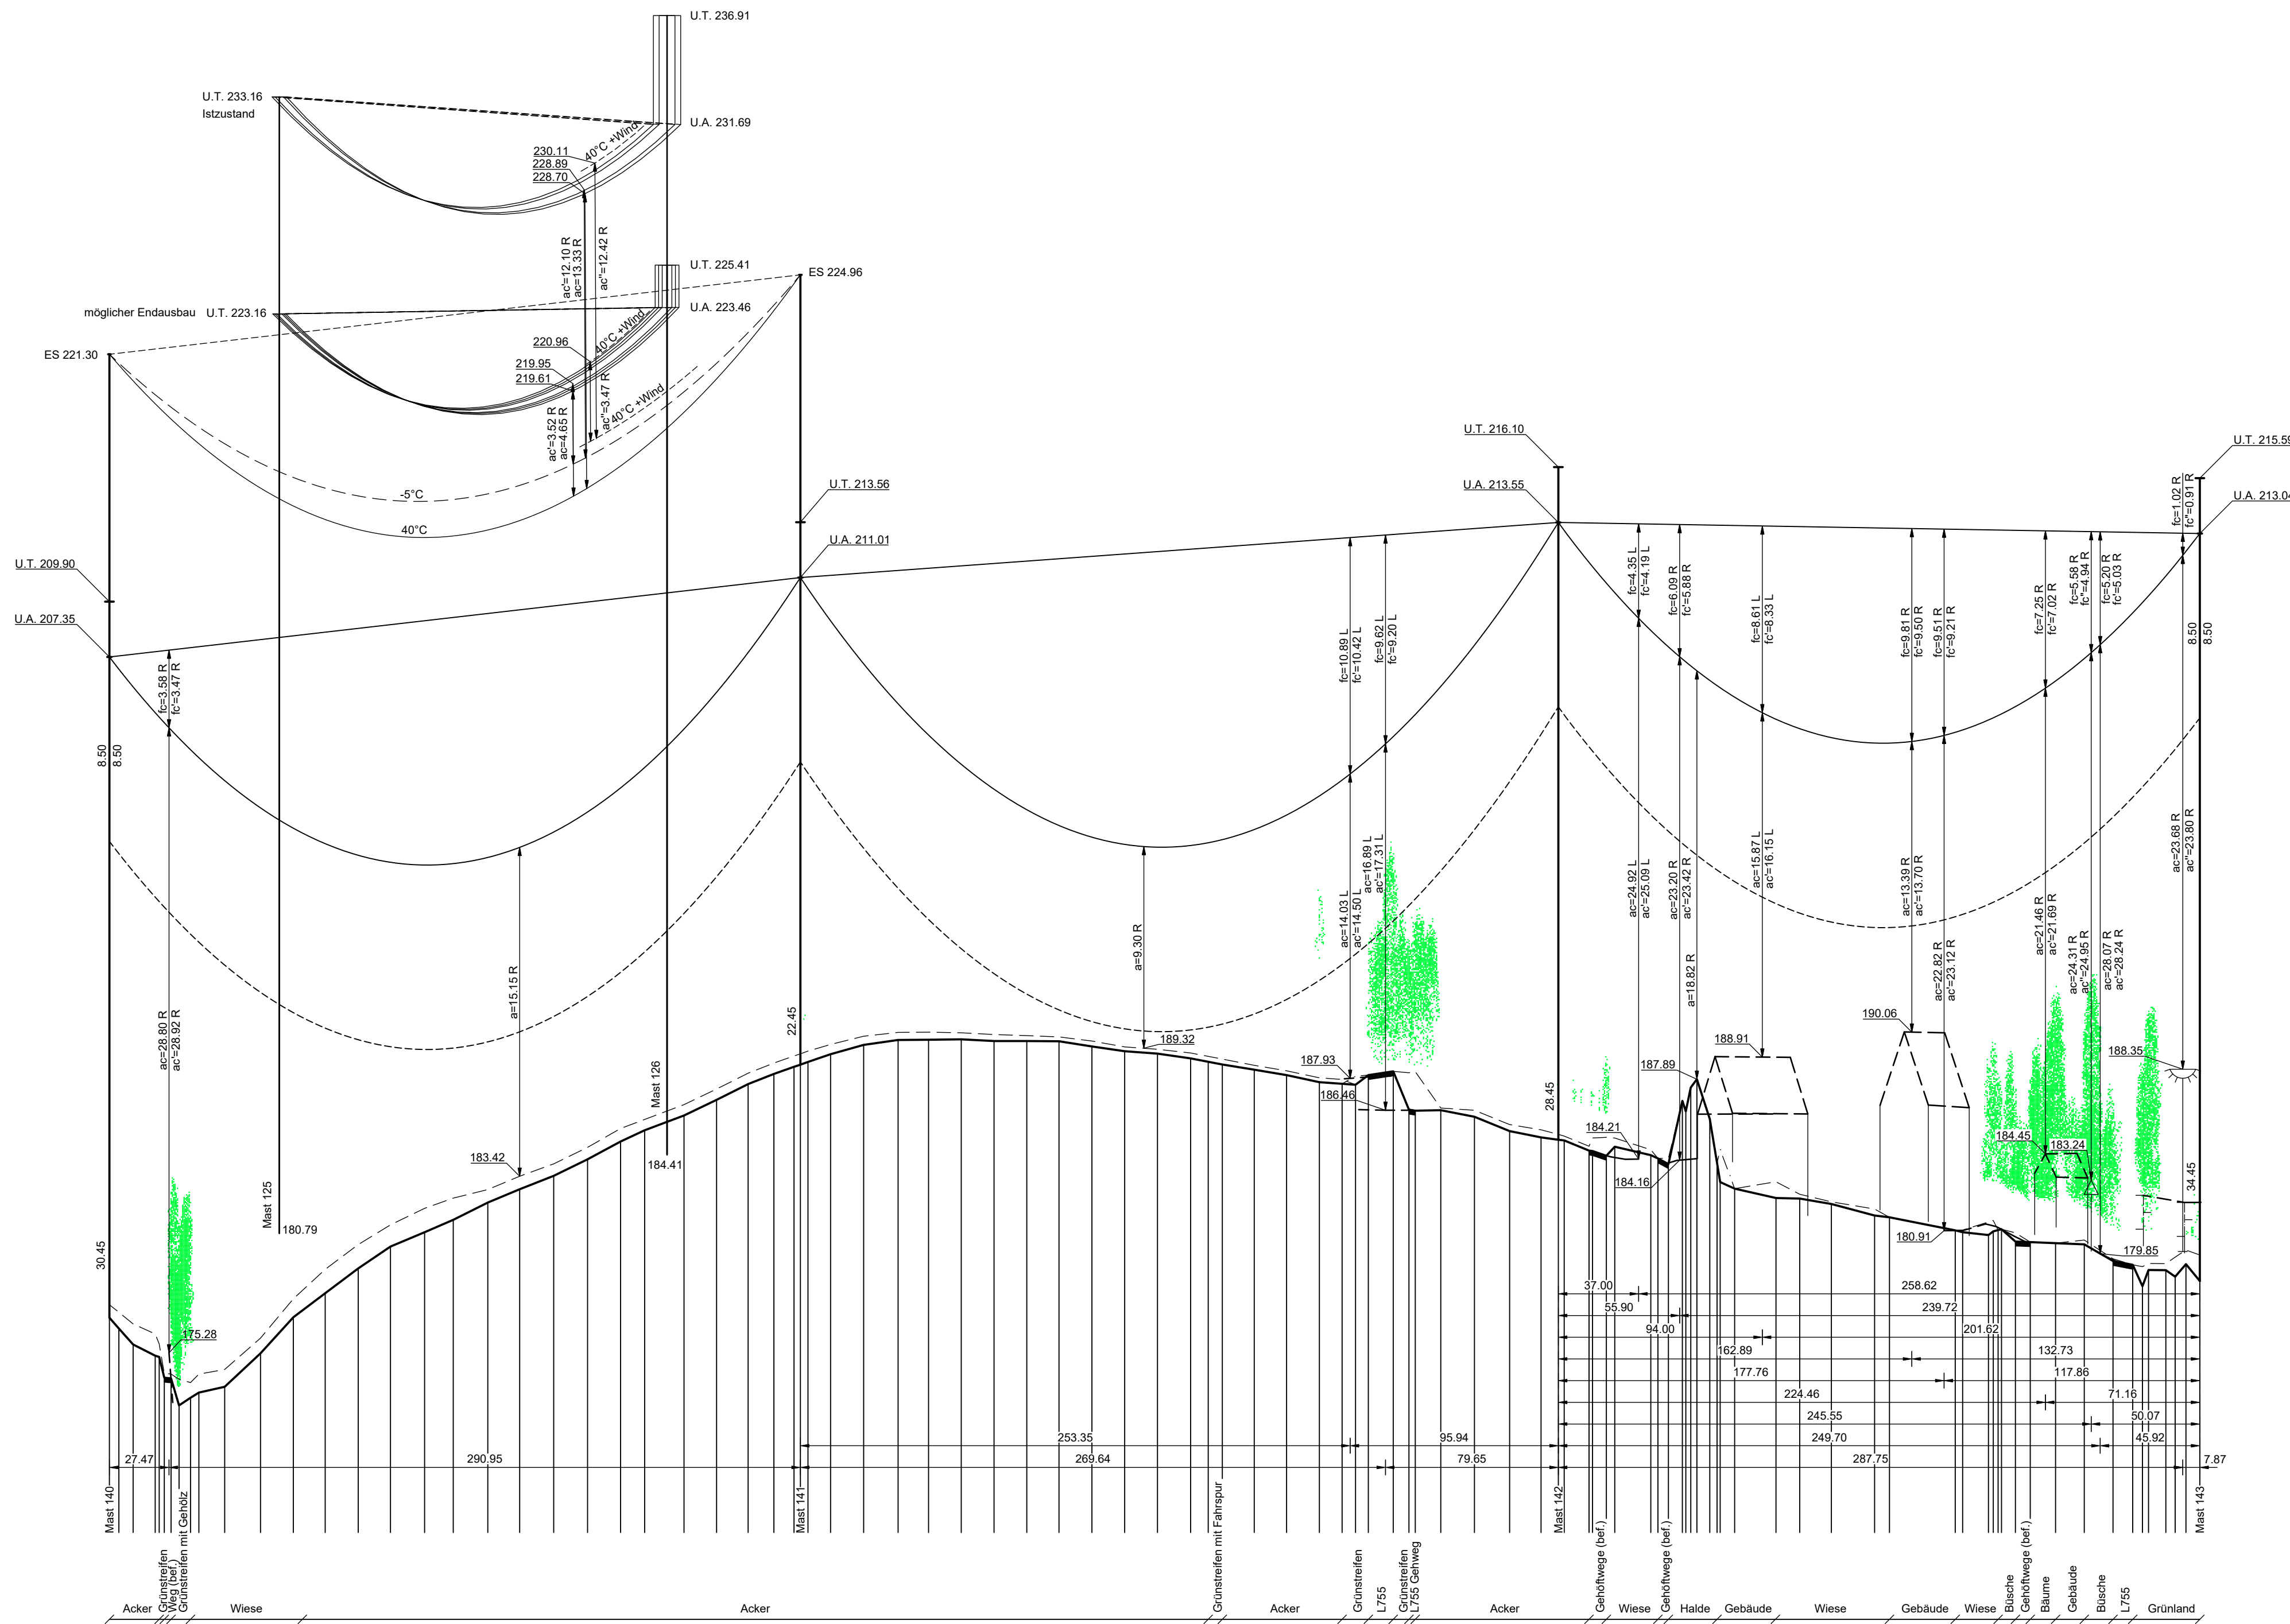 U.T. 236.91
U.T. 233.16
Istzustand
U.A. 231.69
40°C +Wind
230.11
228.89
228.70
ac'=12.10 R
ac=13.33 R
ac"=12.42 R
U.T. 225.41
ES 224.96
möglicher Endausbau U.T. 223.16
U.A. 223.46
40°C +Wind
220.96
ES 221.30
219.95
219.61
ac"=3.47 R
40°C +Wind
ac'=3.52 R
ac=4.65 R
-5°C
40°C
U.T. 216.10
U.T. 215.59
U.T. 213.56
U.A. 213.55
U.A. 213.04
U.A. 211.01
U.T. 209.90
U.A. 207.35
fc=3.58 R
fc'=3.47 R
fc=10.89 L
fc'=10.42 L
fc=9.62 L
fc'=9.20 L
fc=4.35 L
fc'=4.19 L
fc=6.09 R
fc'=5.88 R
fc=8.61 L
fc'=8.33 L
fc=9.81 R
fc'=9.50 R
fc=9.51 R
fc'=9.21 R
fc=7.25 R
fc'=7.02 R
fc=5.58 R
fc"=4.94 R
fc=5.20 R
fc'=5.03 R
fc=1.02 R
fc"=0.91 R
8.50
8.50
8.50
8.50
ac=28.80 R
ac'=28.92 R
a=15.15 R
a=9.30 R
ac=14.03 L
ac'=14.50 L
ac=16.89 L
ac'=17.31 L
ac=24.92 L
ac'=25.09 L
ac=23.20 R
ac'=23.42 R
a=18.82 R
ac=15.87 L
ac'=16.15 L
ac=13.39 R
ac'=13.70 R
ac=22.82 R
ac'=23.12 R
ac=21.46 R
ac'=21.69 R
ac=24.31 R
ac"=24.95 R
ac=28.07 R
ac'=28.24 R
ac=23.68 R
ac"=23.80 R
30.45
22.45
28.45
34.45
Mast 125
180.79
Mast 126
184.41
175.28
183.42
189.32
187.93
186.46
184.21
184.16
187.89
188.91
190.06
180.91
184.45
183.24
179.85
188.35
37.00
258.62
55.90
239.72
94.00
201.62
162.89
132.73
177.76
117.86
224.46
71.16
245.55
50.07
253.35
95.94
249.70
45.92
27.47
290.95
269.64
79.65
287.75
7.87
Mast 140
Mast 141
Mast 142
Mast 143
Acker
Grünstreifen
Weg (bef.)
Grünstreifen mit Gehölz
Wiese
Acker
Grünstreifen mit Fahrspur
Acker
Grünstreifen
L755
Grünstreifen
L755 Gehweg
Acker
Gehöftwege (bef.)
Wiese
Gehöftwege (bef.)
Halde
Gebäude
Wiese
Gebäude
Wiese
Büsche
Gehöftwege (bef.)
Bäume
Gebäude
Büsche
L755
Grünland